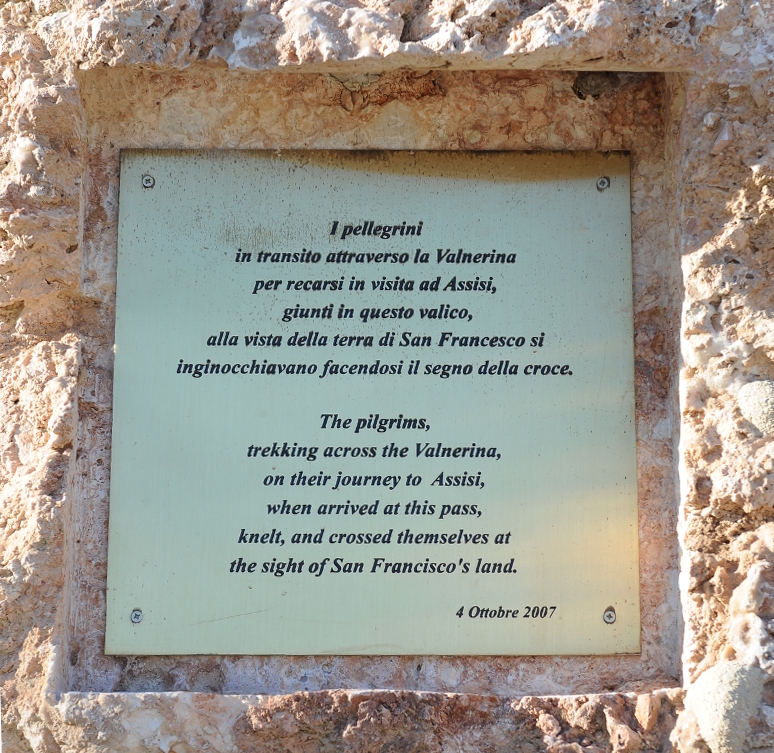 I pellegrini
in transito attraverso la Valnerina
per recarsi in visita ad Assisi,
giunti in questo valico,
alla vista della terra di San Francesco si
inginocchiavano facendosi il segno della croce.
The pilgrims,
trekking across the Valnerina,
on their journey to Assisi,
when arrived at this pass,
knelt, and crossed themselves at
the sight of San Francisco's land.
4 Ottobre 2007